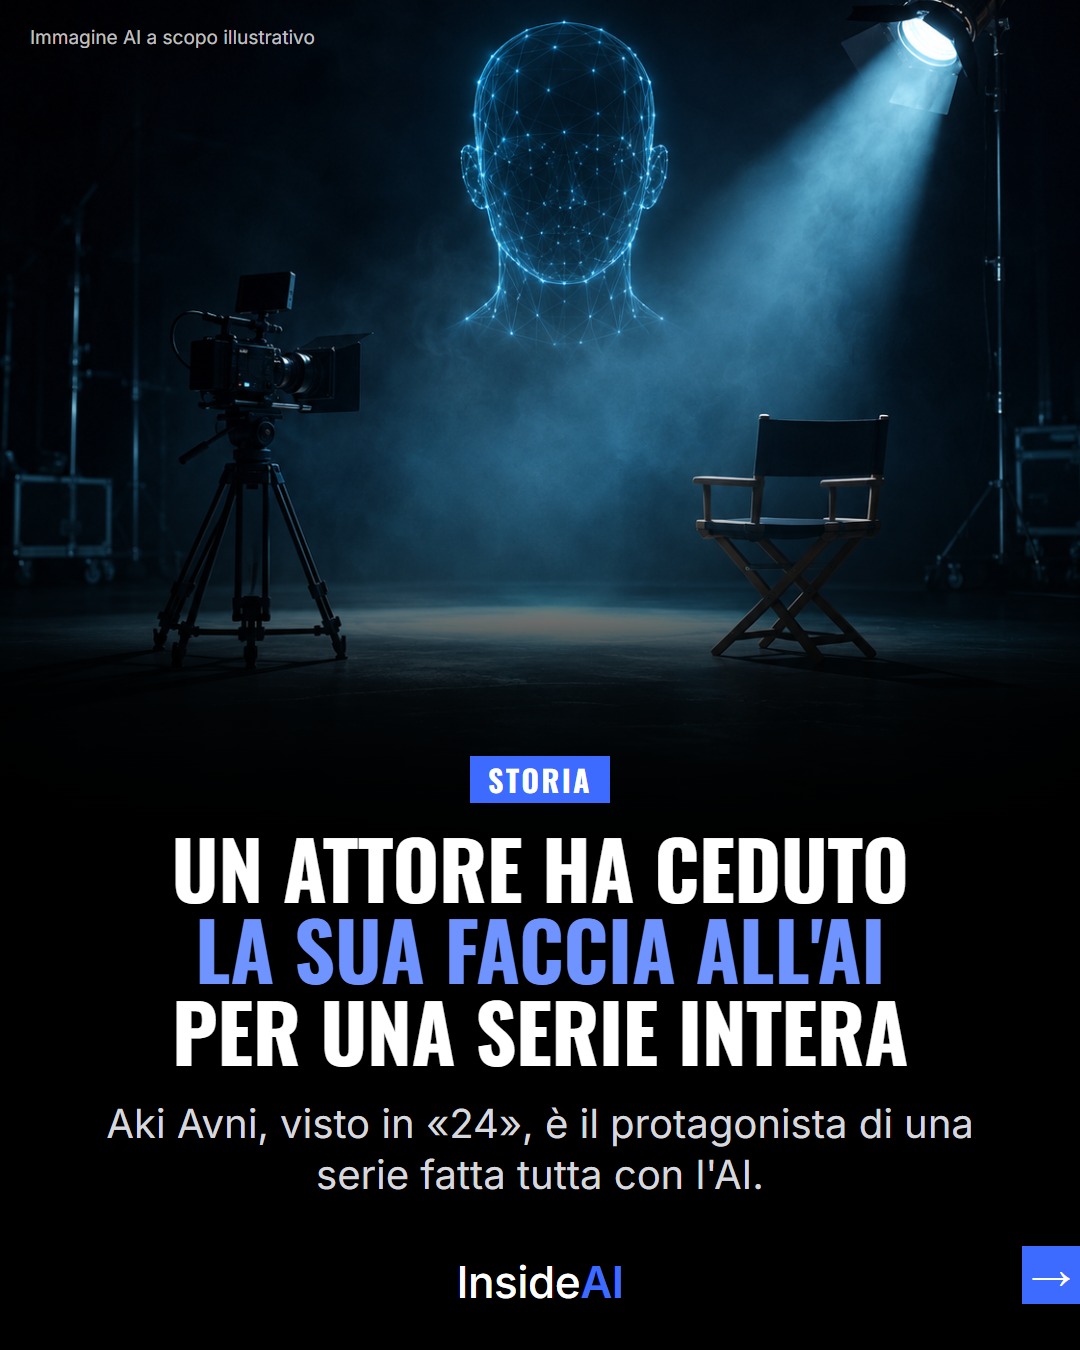 Immagine AI a scopo illustrativo
STORIA
UN ATTORE HA CEDUTO
LA SUA FACCIA ALL'AI
PER UNA SERIE INTERA
Aki Avni, visto in «24», è il protagonista di una
serie fatta tutta con l'AI.
InsideAI
→